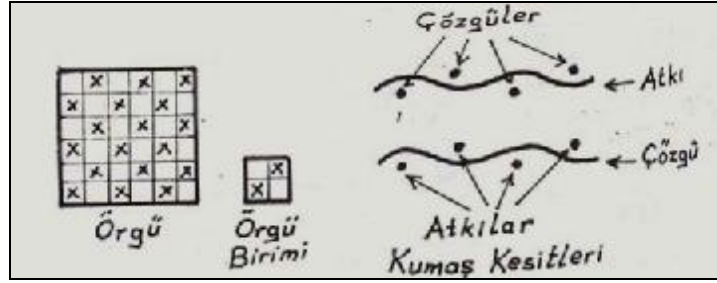 Çözgüler
Atkı
Çözgü
Örgü
Örgü
Birimi
Atkılar
Kumaş Kesitleri